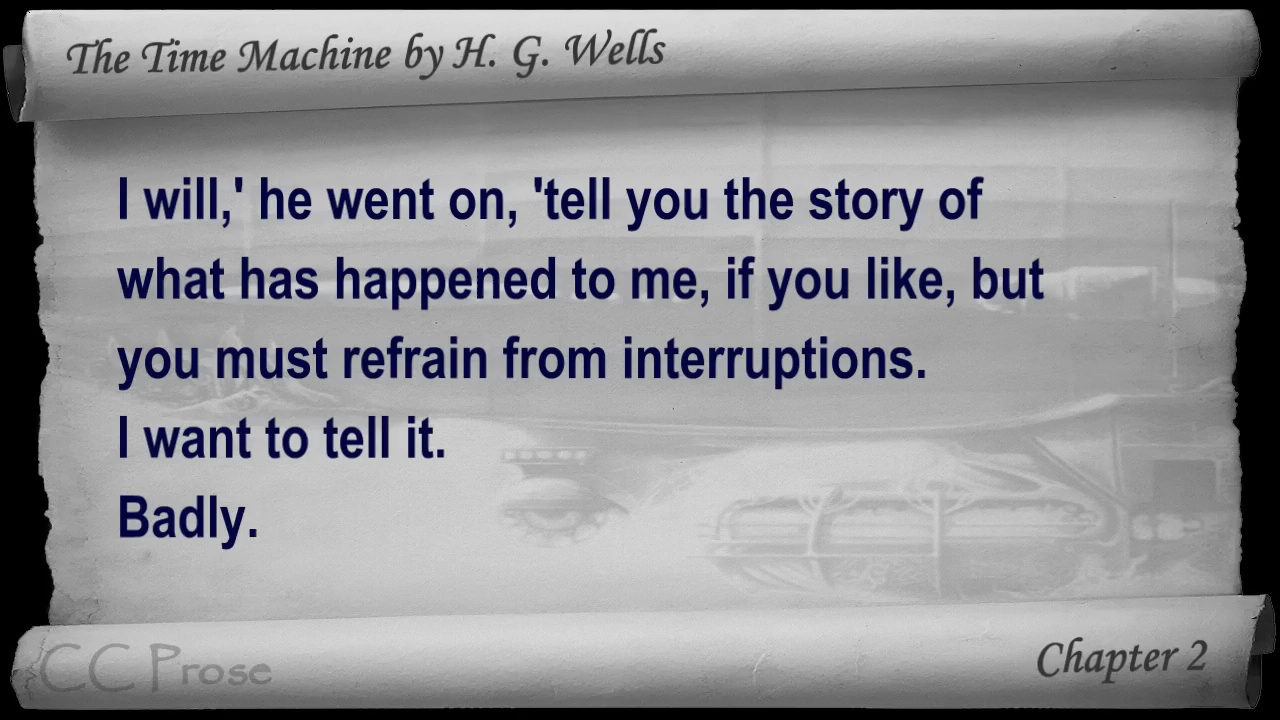 The Time Machine by H. G. Wells
I will,' he went on, 'tell you the story of
what has happened to me, if you like, but
you must refrain from interruptions.
I want to tell it.
Badly.
CC Prose
Chapter 2